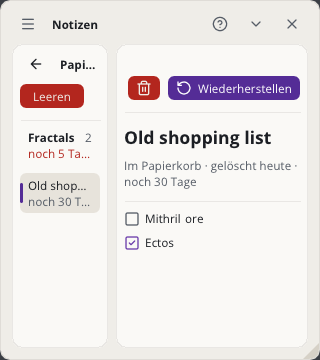 Notizen
Papi...
Leeren
Fractals 2
noch 5 Ta...
Old shop...
noch 30 T...
Wiederherstellen
Old shopping list
Im Papierkorb · gelöscht heute ·
noch 30 Tage
Mithril ore
Ectos